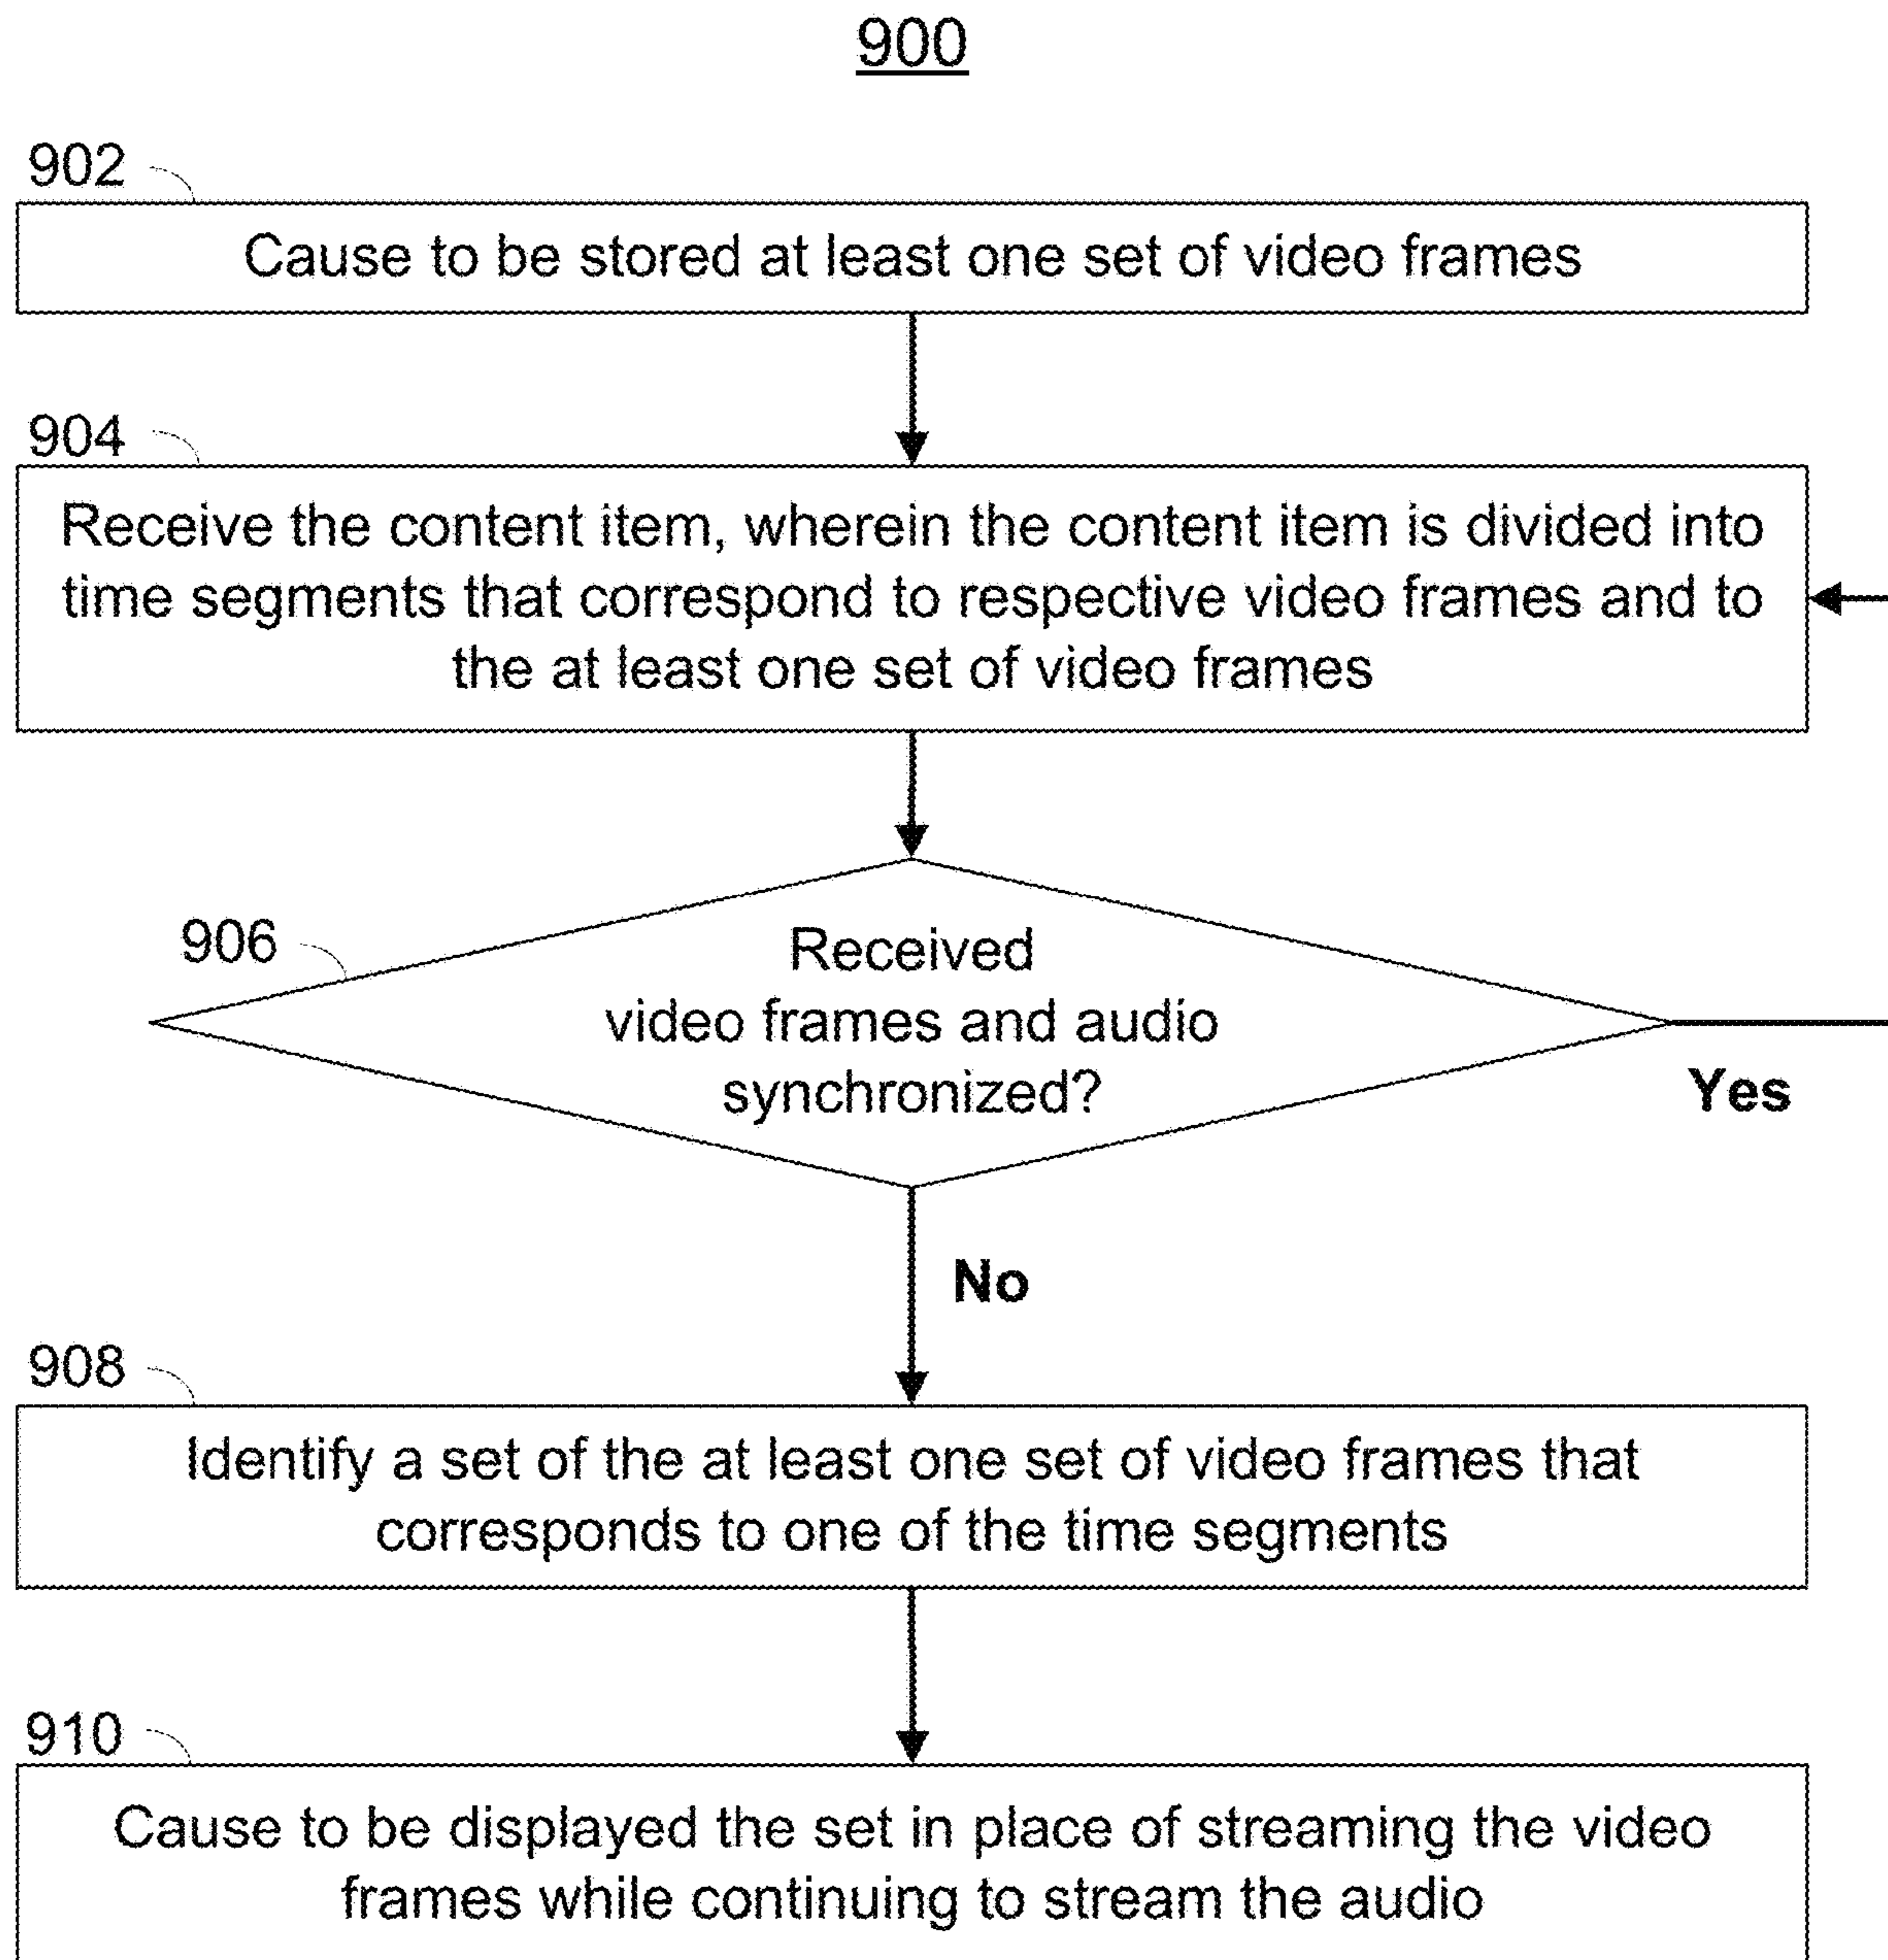 900
902
Cause to be stored at least one set of video frames
904
Receive the content item, wherein the content item is divided into
time segments that correspond to respective video frames and to
the at least one set of video frames
906
Received
video frames and audio
synchronized?
Yes
No
908
Identify a set of the at least one set of video frames that
corresponds to one of the time segments
910
Cause to be displayed the set in place of streaming the video
frames while continuing to stream the audio